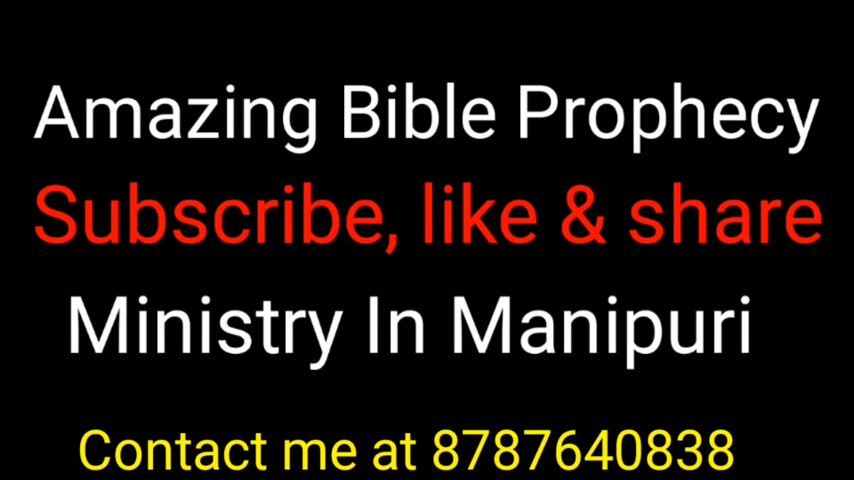 Amazing Bible Prophecy
Subscribe, like & share
Ministry In Manipuri
Contact me at 8787640838